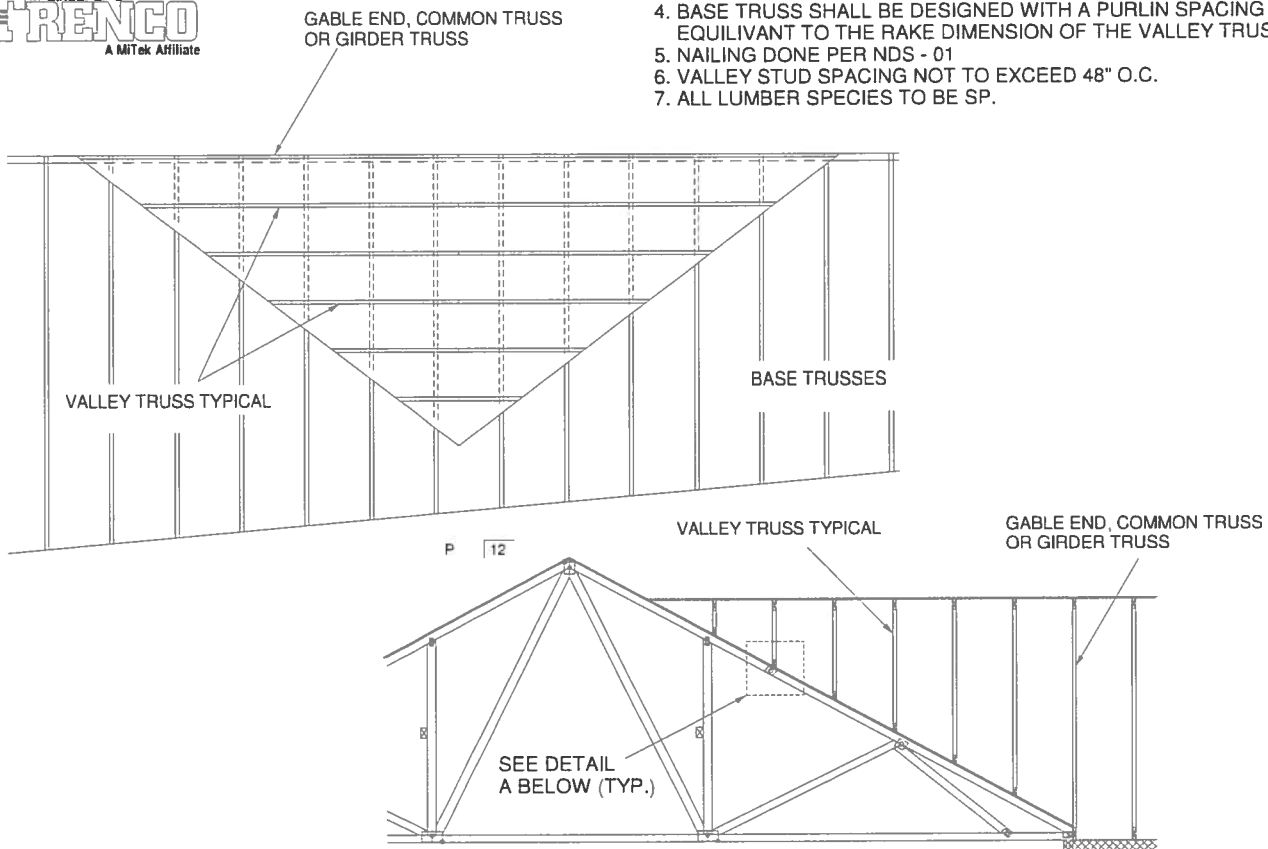 TRENCO
A MiTek Affiliate
GABLE END, COMMON TRUSS
OR GIRDER TRUSS
4. BASE TRUSS SHALL BE DESIGNED WITH A PURLIN SPACING
EQUILIVANT TO THE RAKE DIMENSION OF THE VALLEY TRUS
5. NAILING DONE PER NDS - 01
6. VALLEY STUD SPACING NOT TO EXCEED 48" O.C.
7. ALL LUMBER SPECIES TO BE SP.
VALLEY TRUSS TYPICAL
BASE TRUSSES
P 12
VALLEY TRUSS TYPICAL
GABLE END, COMMON TRUSS
OR GIRDER TRUSS
SEE DETAIL
A BELOW (TYP.)